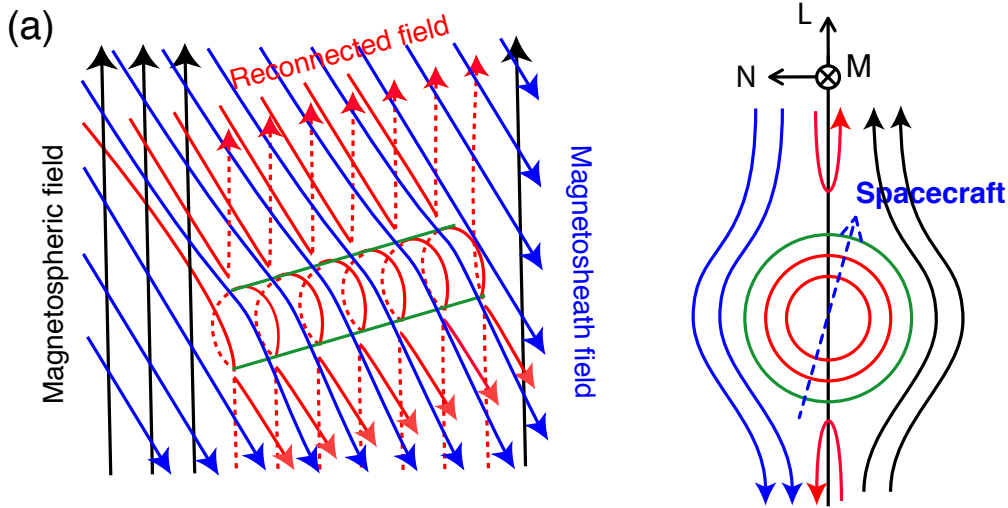 (a)
Magnetospheric field
Reconnected field
Magnetosheath field
L
N
M
Spacecraft